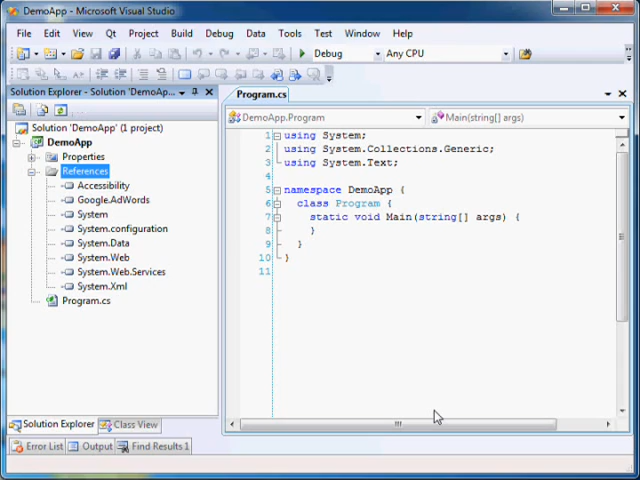 DemoApp - Microsoft Visual Studio
File Edit View Qt Project Build Debug Data Tools Test Window Help
Debug Any CPU
Solution Explorer - Solution 'DemoAp...
Program.cs
DemoApp.Program Main(string[] args)
Solution 'DemoApp' (1 project)
DemoApp
Properties
References
Accessibility
Google.AdWords
System
System.configuration
System.Data
System.Web
System.Web.Services
System.Xml
Program.cs
1 using System;
2 using System.Collections.Generic;
3 using System.Text;
4
5 namespace DemoApp {
6 class Program {
7 static void Main(string[] args) {
8 }
9 }
10 }
11
Solution Explorer Class View
Error List Output Find Results 1